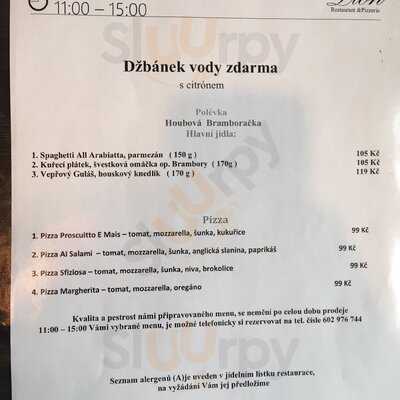 11:00 – 15:00
Restaurant &Pizzerie
Džbánek vody zdarma
s citrónem
Polévka
Houbová Bramboračka
Hlavní jídla:
1. Spaghetti All Arabiatta, parmezán ( 150 g ) 105 Kč
2. Kuřecí plátek, švestková omáčka op. Brambory ( 170g ) 105 Kč
3. Vepřový Guláš, houskový knedlík ( 170 g ) 119 Kč
Pizza
1. Pizza Proscuitto E Mais – tomat, mozzarella, šunka, kukuřice 99 Kč
2. Pizza Al Salami – tomat, mozzarella, šunka, anglická slanina, paprikáš 99 Kč
3. Pizza Sfiziosa – tomat, mozzarella, šunka, niva, brokolice 99 Kč
4. Pizza Margherita – tomat, mozzarella, oregáno 99 Kč
Kvalita a pestrost námi připravovaného menu, se nemění po celou dobu prodeje
11:00 – 15:00 Vámi vybrané menu, je možné telefonicky si rezervovat na tel. čísle 602 976 744
Seznam alergenů (A)je uveden v jídelním lístku restaurace,
na vyžádání Vám jej předložíme
Sluurpy
Sluurpy
Sluurpy